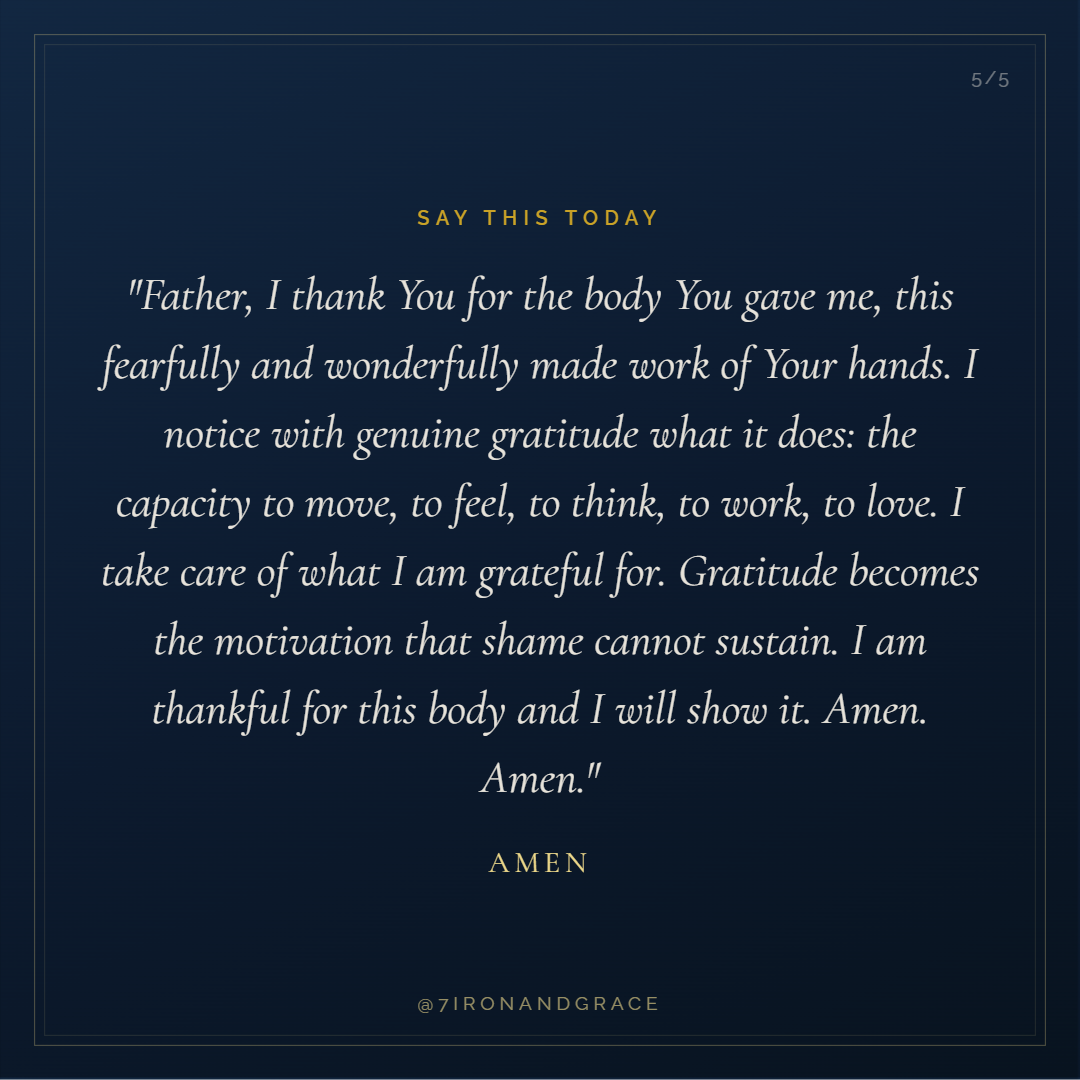 5/5
SAY THIS TODAY
"Father, I thank You for the body You gave me, this
fearfully and wonderfully made work of Your hands. I
notice with genuine gratitude what it does: the
capacity to move, to feel, to think, to work, to love. I
take care of what I am grateful for. Gratitude becomes
the motivation that shame cannot sustain. I am
thankful for this body and I will show it. Amen.
Amen."
AMEN
@7IRONANDGRACE